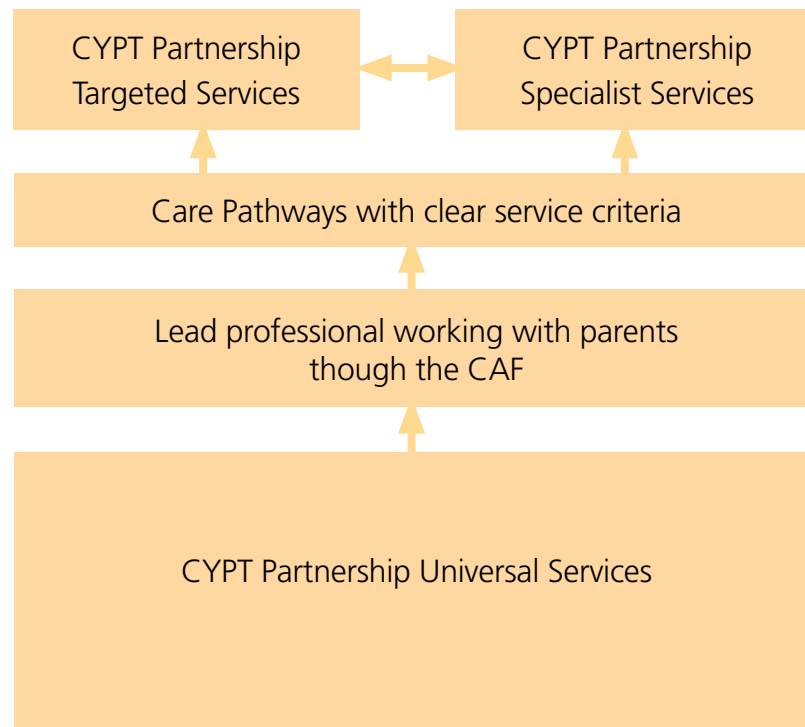 CYPT Partnership
Targeted Services
CYPT Partnership
Specialist Services
Care Pathways with clear service criteria
Lead professional working with parents
though the CAF
CYPT Partnership Universal Services